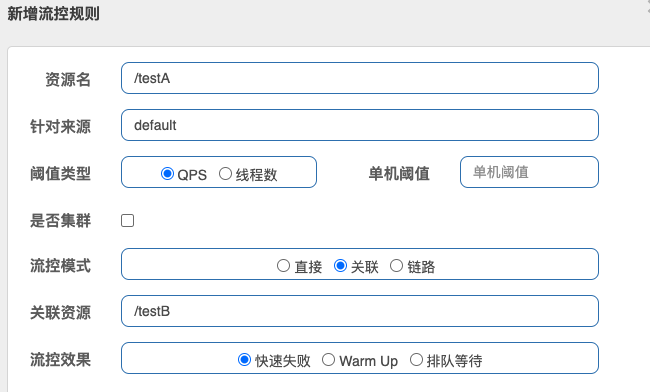 新增流控规则
资源名 /testA
针对来源 default
阈值类型 QPS 线程数 单机阈值 单机阈值
是否集群
流控模式 直接 关联 链路
关联资源 /testB
流控效果 快速失败 Warm Up 排队等待